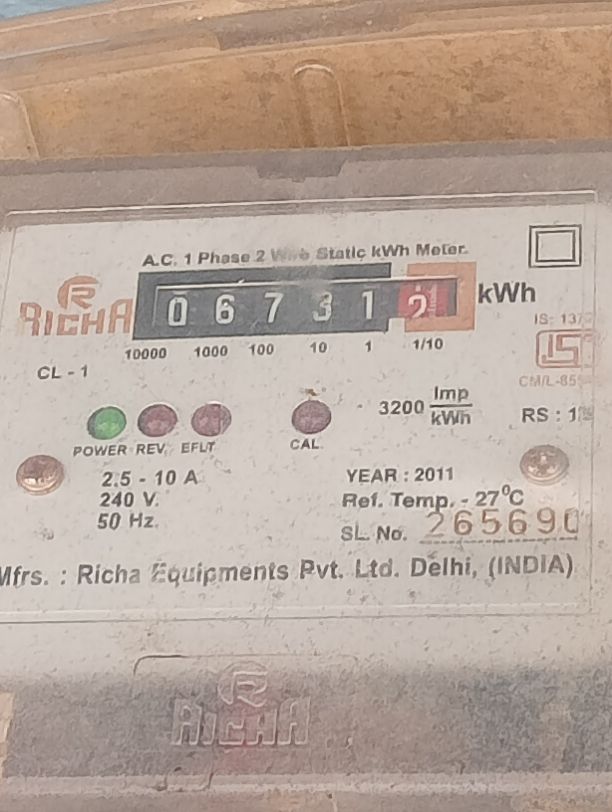 A.C. 1 Phase 2 Wire Static kWh Meter.
RICHA
0 6 7 3 1 2 kWh
10000 1000 100 10 1 1/10
CL - 1
3200 Imp/kWh
POWER REV. EFLT CAL.
2.5 - 10 A
240 V.
50 Hz.
YEAR : 2011
Ref. Temp. - 27°C
SL. No. 265690
Mfrs. : Richa Equipments Pvt. Ltd. Delhi, (INDIA)
RICHA